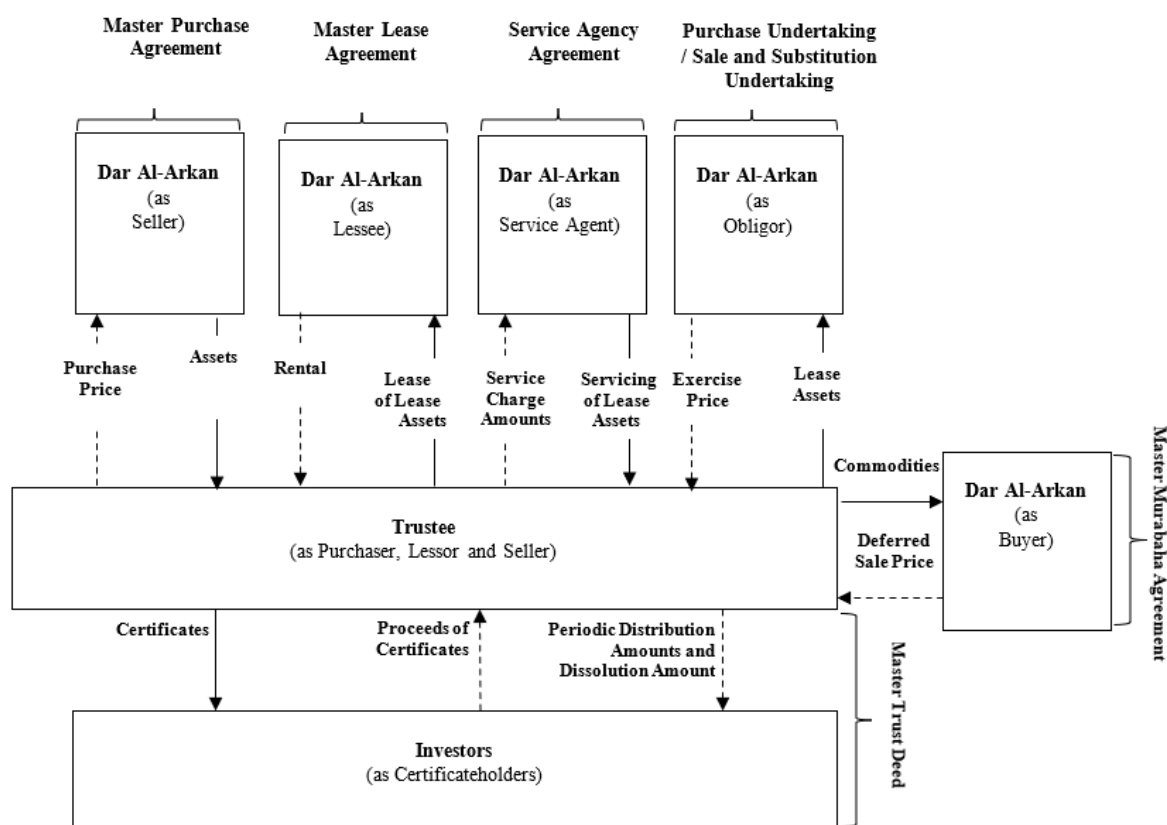 Master Purchase
Agreement
Master Lease
Agreement
Service Agency
Agreement
Purchase Undertaking
/ Sale and Substitution
Undertaking
Dar Al-Arkan
(as
Seller)
Dar Al-Arkan
(as
Lessee)
Dar Al-Arkan
(as
Service Agent)
Dar Al-Arkan
(as
Obligor)
Purchase
Price
Assets
Rental
Lease
of Lease
Assets
Service
Charge
Amounts
Servicing
of Lease
Assets
Exercise
Price
Lease
Assets
Trustee
(as Purchaser, Lessor and Seller)
Commodities
Deferred
Sale Price
Dar Al-Arkan
(as
Buyer)
Master Murabaha Agreement
Certificates
Proceeds of
Certificates
Periodic Distribution
Amounts and
Dissolution Amount
Master Trust Deed
Investors
(as Certificateholders)